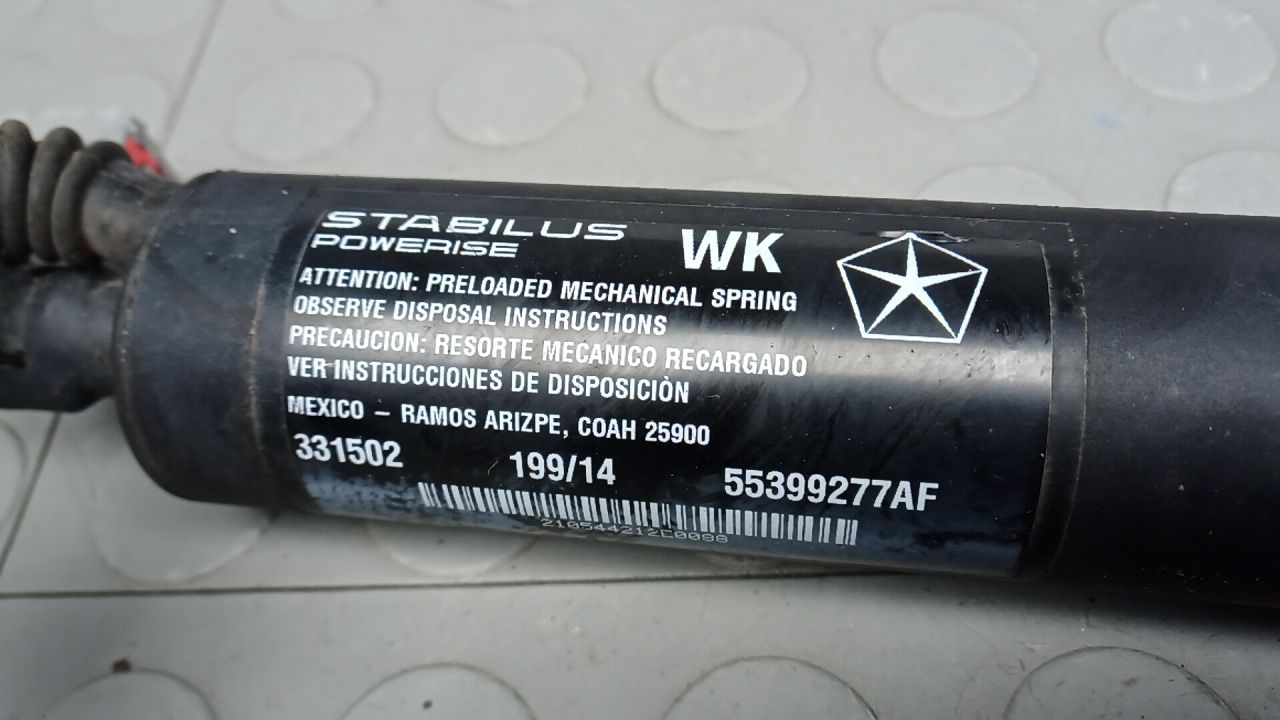 STABILUS
POWERISE
WK
ATTENTION: PRELOADED MECHANICAL SPRING
OBSERVE DISPOSAL INSTRUCTIONS
PRECAUCION: RESORTE MECANICO RECARGADO
VER INSTRUCCIONES DE DISPOSICIÒN
MEXICO – RAMOS ARIZPE, COAH 25900
331502 199/14 55399277AF
210544212E0088